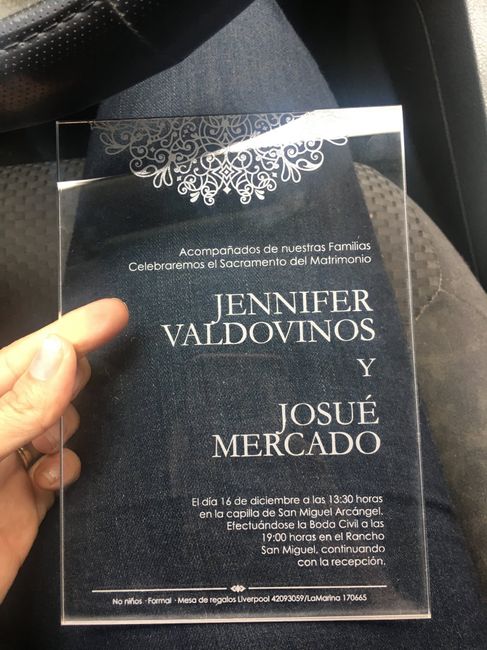 Acompañados de nuestras Familias
Celebraremos el Sacramento del Matrimonio
JENNIFER
VALDOVINOS
Y
JOSUÉ
MERCADO
El día 16 de diciembre a las 13:30 horas
en la capilla de San Miguel Arcángel.
Efectuándose la Boda Civil a las
19:00 horas en el Rancho
San Miguel, continuando
con la recepción.
No niños · Formal · Mesa de regalos Liverpool 42093059/LaMarina 170665